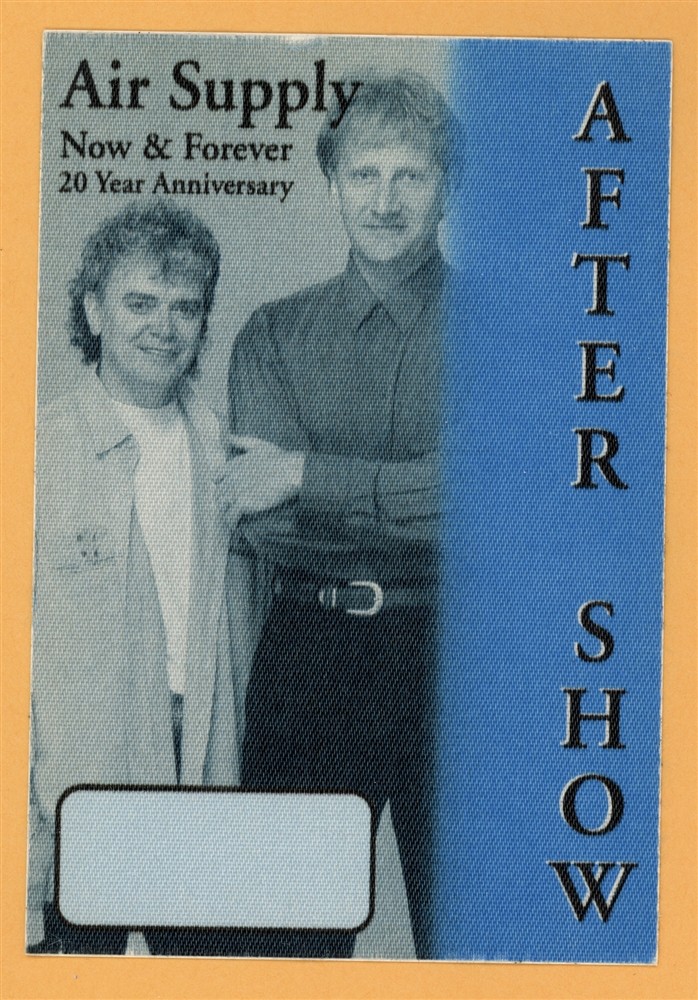 Air Supply
Now & Forever
20 Year Anniversary
AFTER SHOW